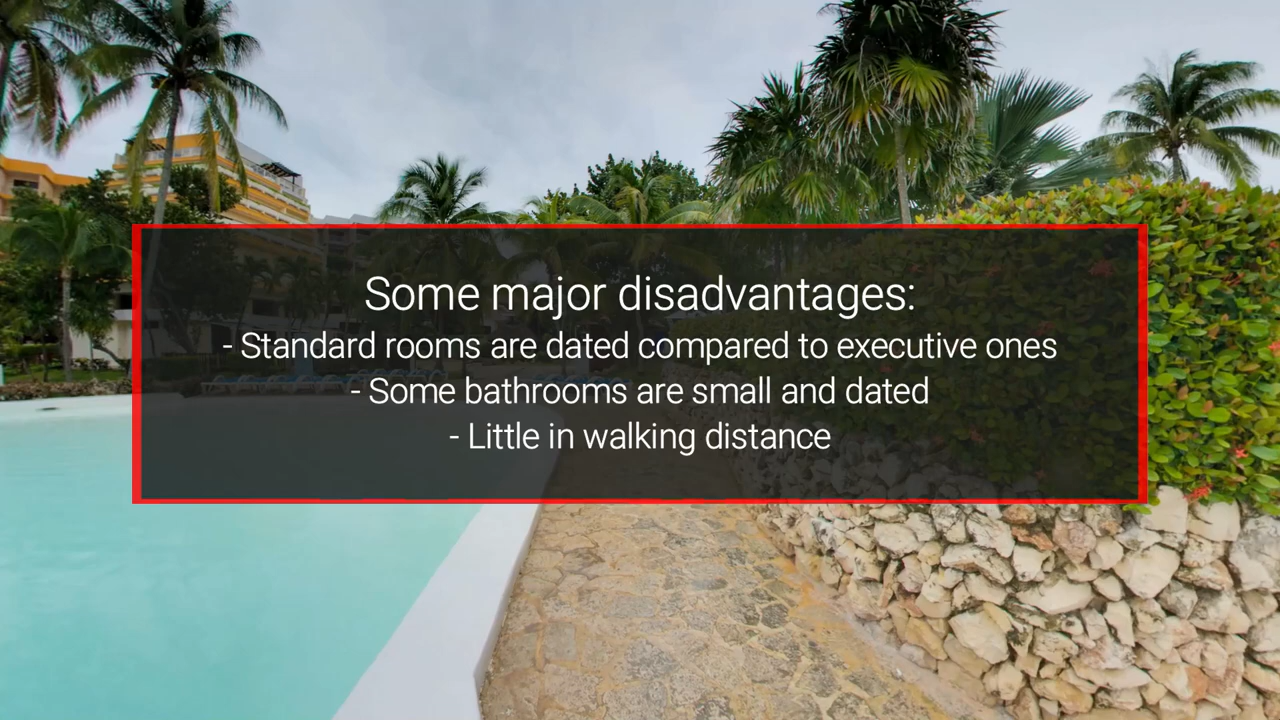 Some major disadvantages:
- Standard rooms are dated compared to executive ones
- Some bathrooms are small and dated
- Little in walking distance